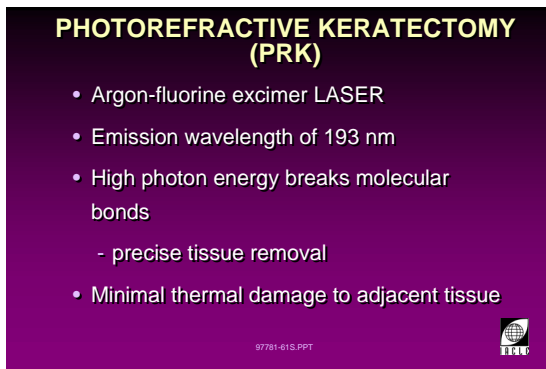 PHOTOREFRACTIVE KERATECTOMY
(PRK)
• Argon-fluorine excimer LASER
• Emission wavelength of 193 nm
• High photon energy breaks molecular
bonds
- precise tissue removal
• Minimal thermal damage to adjacent tissue
97781-61S.PPT
IACLE